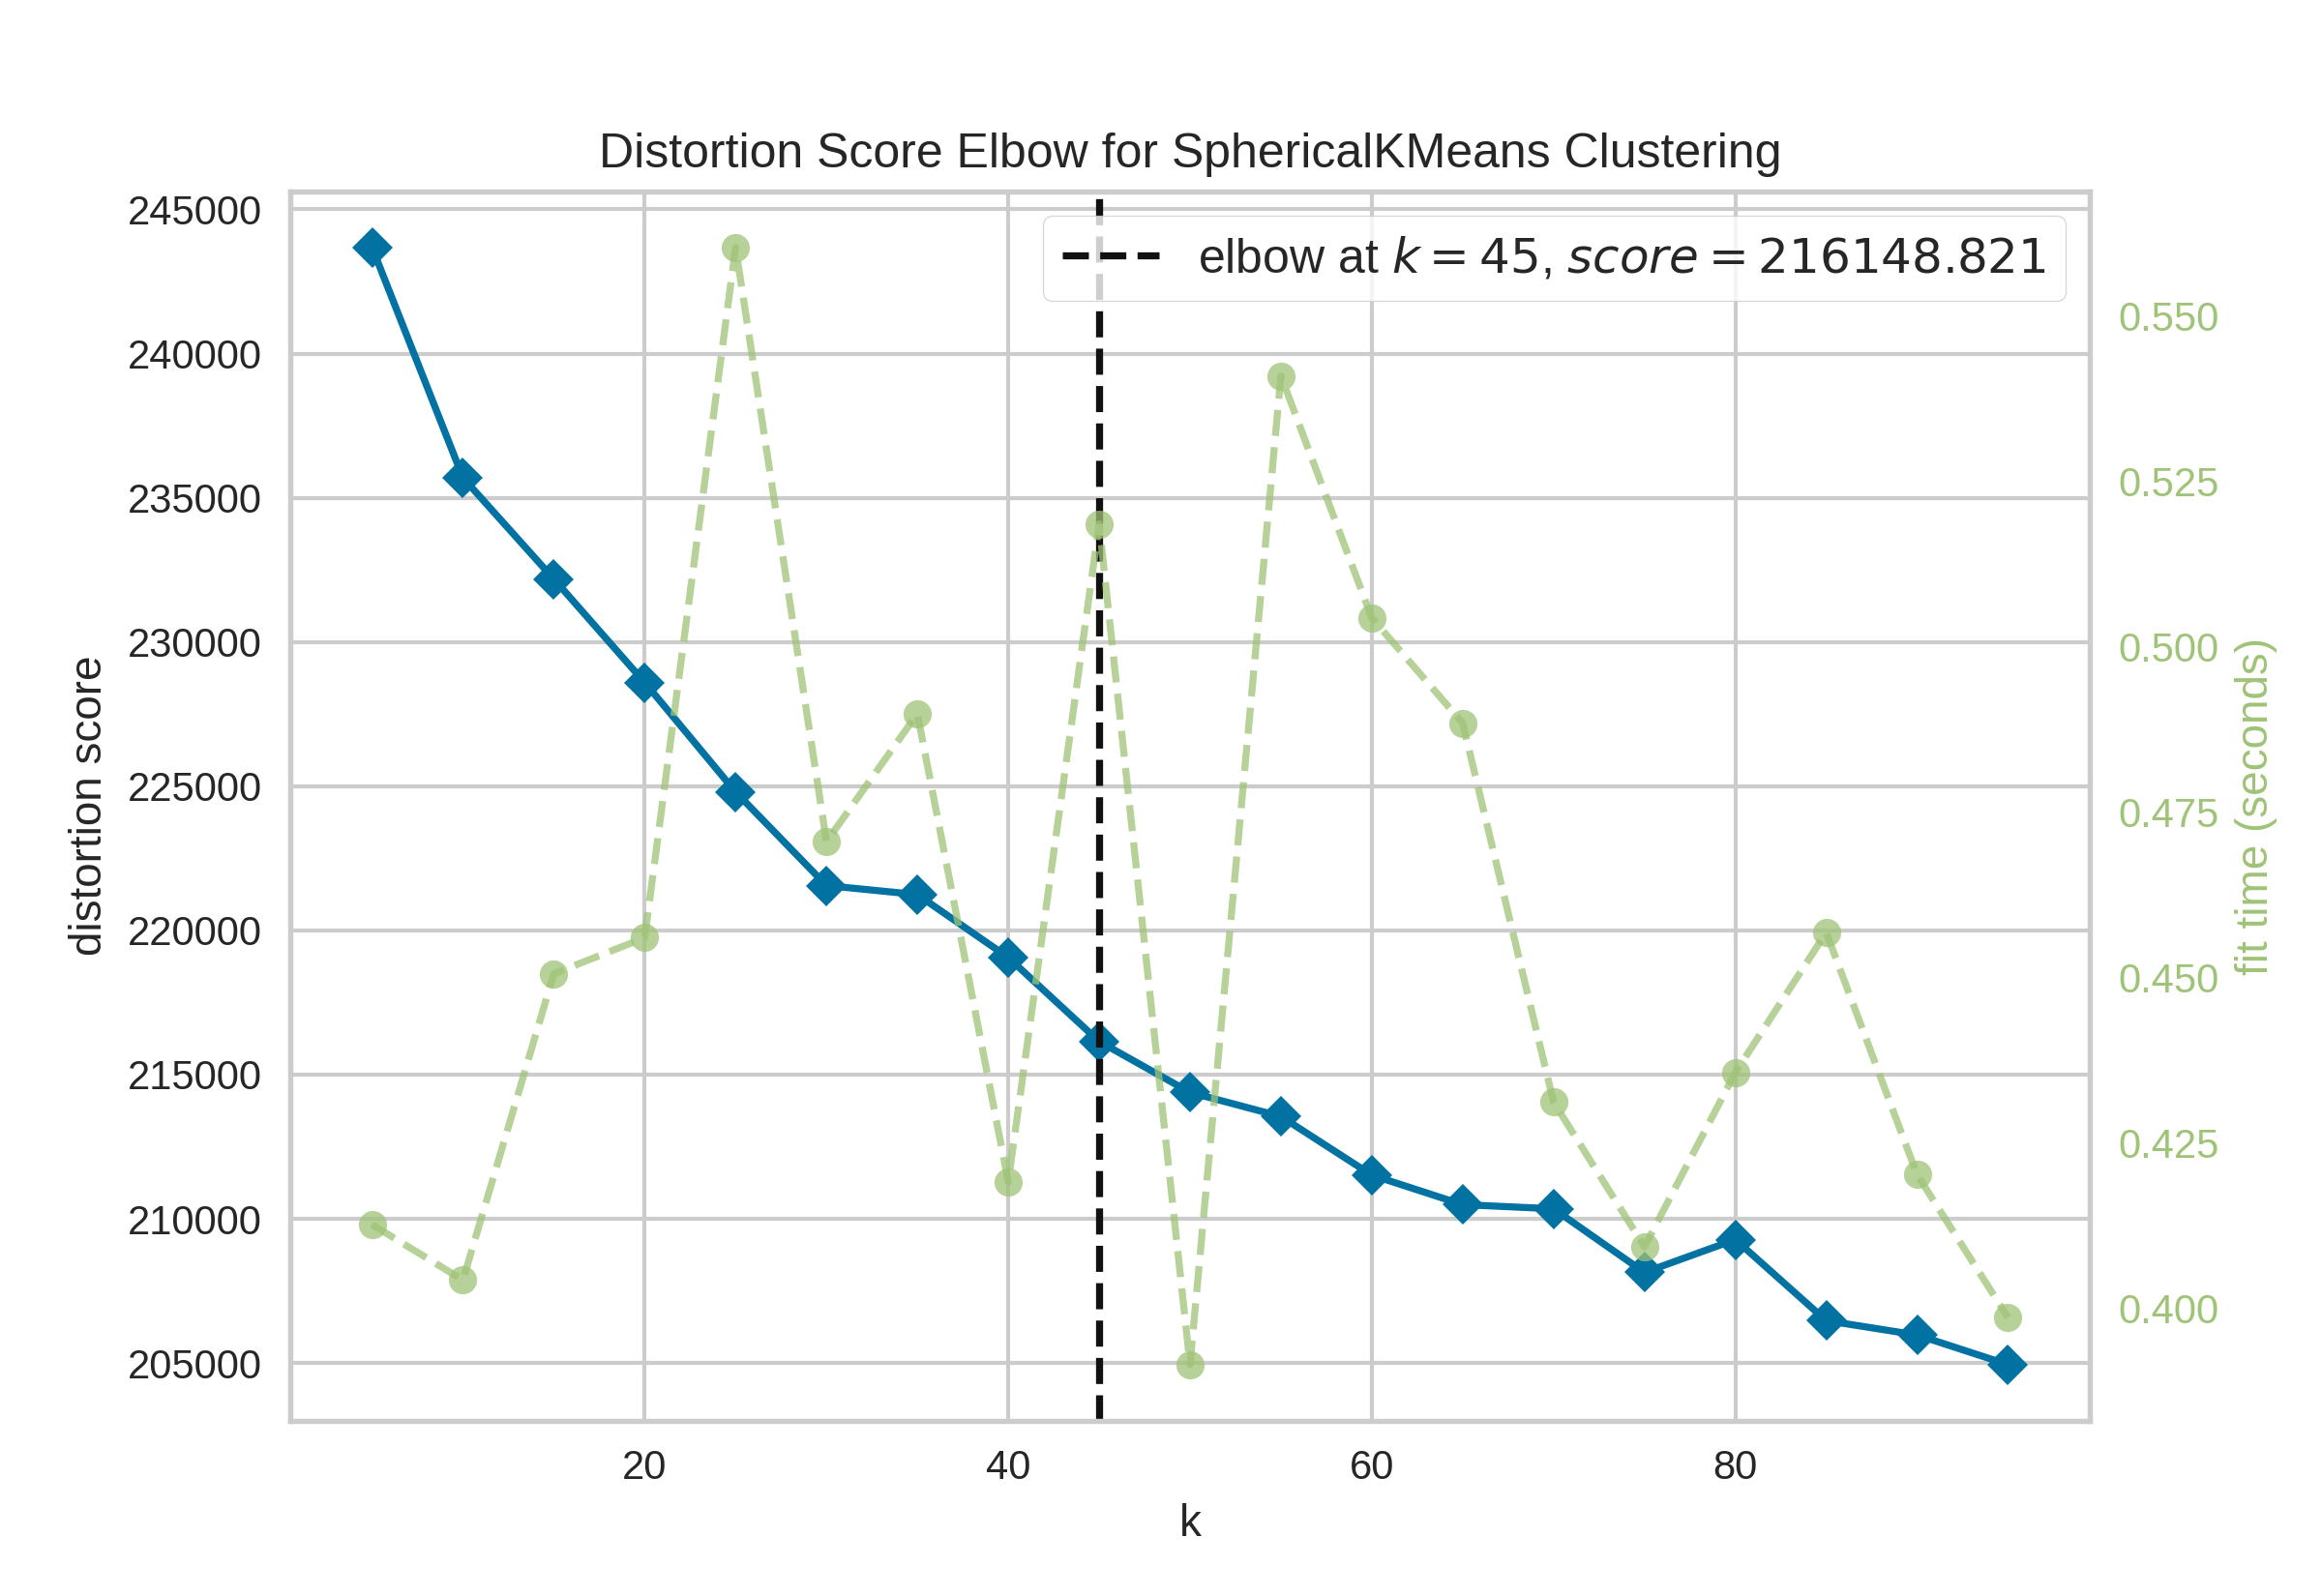 Distortion Score Elbow for SphericalKMeans Clustering
elbow at k = 45, score = 216148.821
245000
240000
235000
230000
225000
220000
215000
210000
205000
distortion score
0.550
0.525
0.500
0.475
0.450
0.425
0.400
fit time (seconds)
20 40 60 80
k